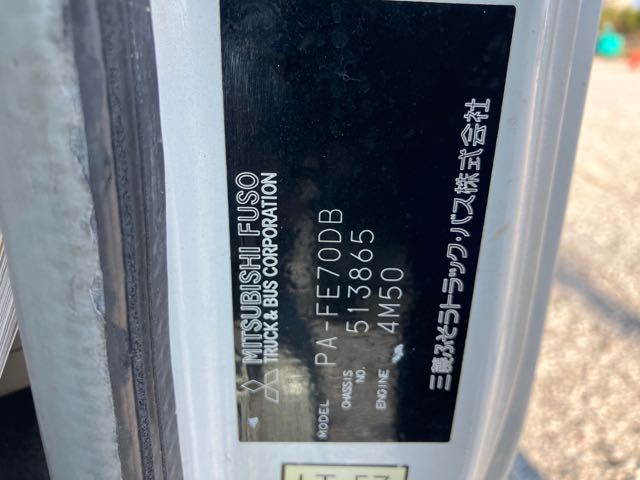 MITSUBISHI FUSO
TRUCK & BUS CORPORATION
MODEL PA-FE70DB
CHASSIS NO. 513865
ENGINE 4M50
三菱ふそうトラック・バス株式会社